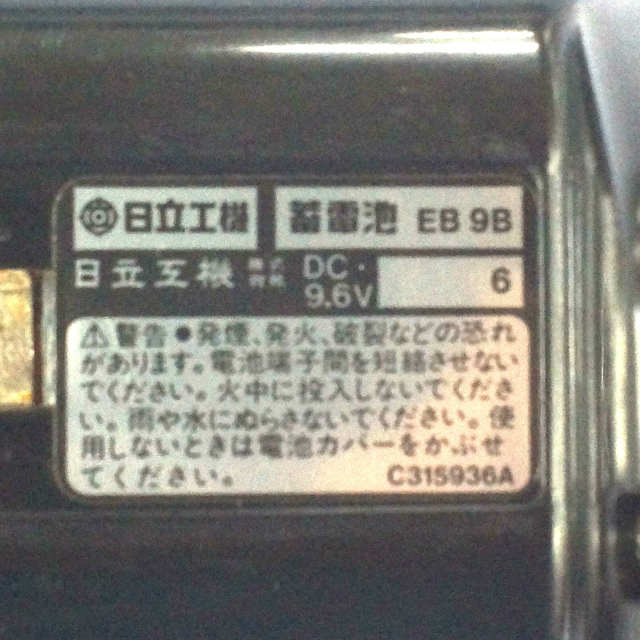 日立工機 蓄電池 EB 9B
日立工機 株式会社 DC 9.6V 6
⚠警告●発煙、発火、破裂などの恐れ
があります。電池端子間を短絡させない
でください。火中に投入しないでくださ
い。雨や水にぬらさないでください。使
用しないときは電池カバーをかぶせ
てください。 C315936A